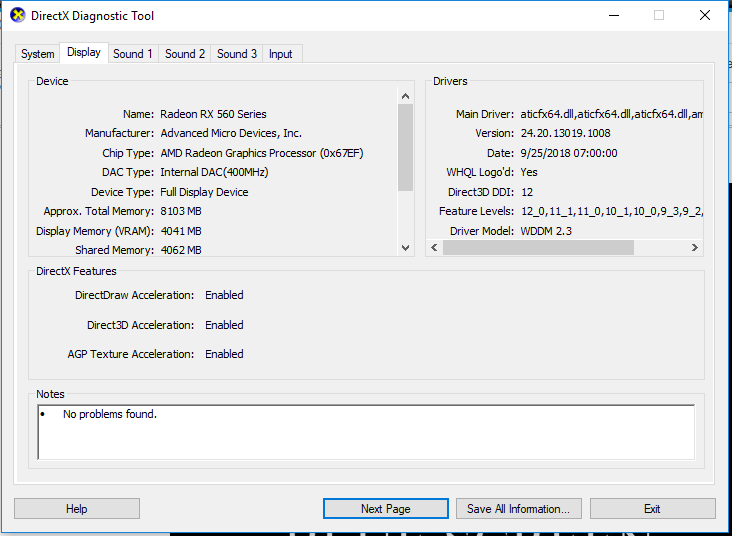 DirectX Diagnostic Tool
System Display Sound 1 Sound 2 Sound 3 Input
Device
Name: Radeon RX 560 Series
Manufacturer: Advanced Micro Devices, Inc.
Chip Type: AMD Radeon Graphics Processor (0x67EF)
DAC Type: Internal DAC(400MHz)
Device Type: Full Display Device
Approx. Total Memory: 8103 MB
Display Memory (VRAM): 4041 MB
Shared Memory: 4062 MB
Drivers
Main Driver: aticfx64.dll,aticfx64.dll,aticfx64.dll,am
Version: 24.20.13019.1008
Date: 9/25/2018 07:00:00
WHQL Logo'd: Yes
Direct3D DDI: 12
Feature Levels: 12_0,11_1,11_0,10_1,10_0,9_3,9_2,
Driver Model: WDDM 2.3
DirectX Features
DirectDraw Acceleration: Enabled
Direct3D Acceleration: Enabled
AGP Texture Acceleration: Enabled
Notes
• No problems found.
Help Next Page Save All Information... Exit